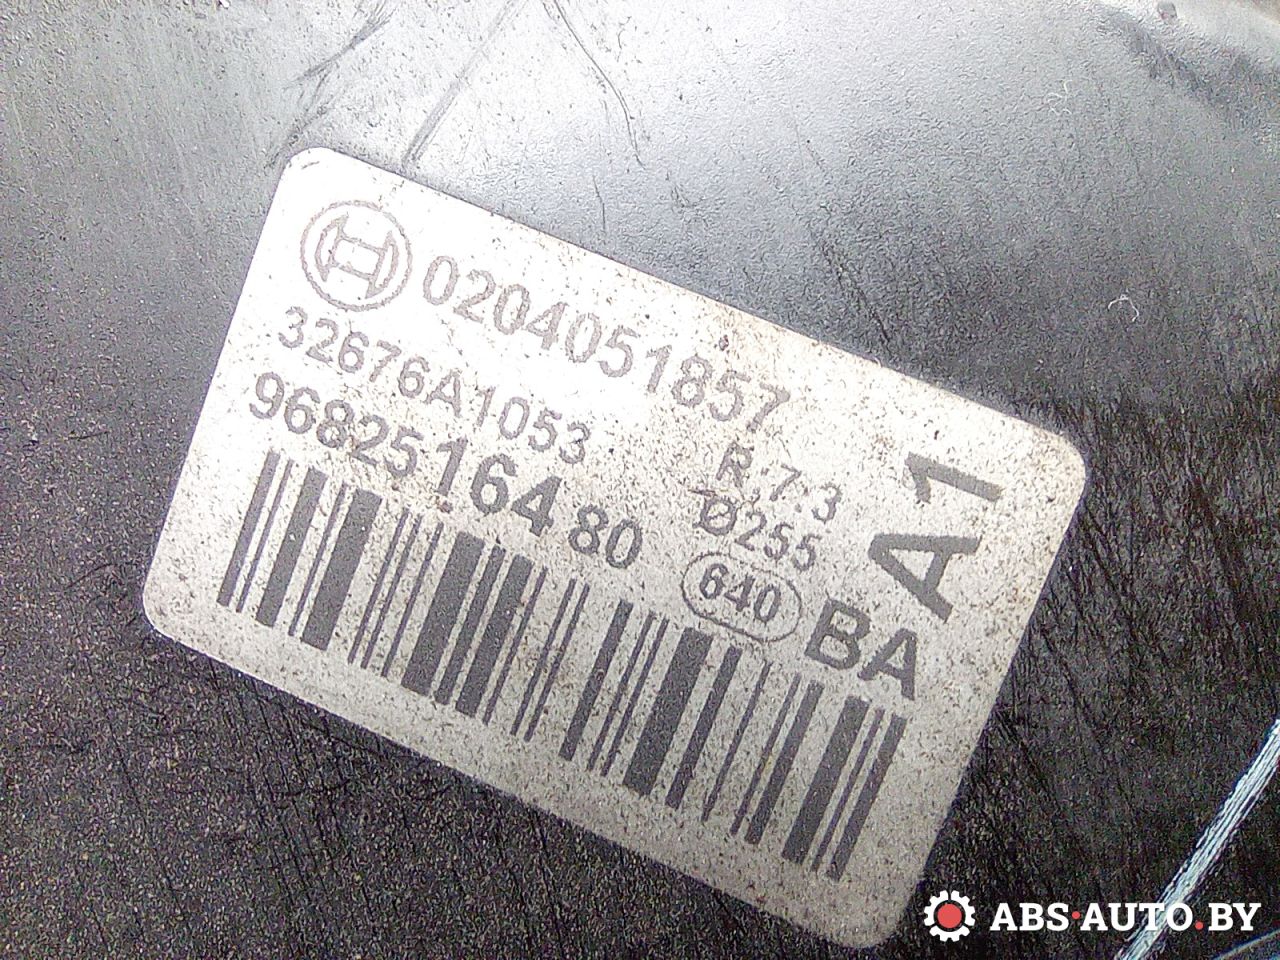 0204051857
32676A1053
9682516480
R.7.3
Ø255
640
BA
A1
ABS·AUTO.BY